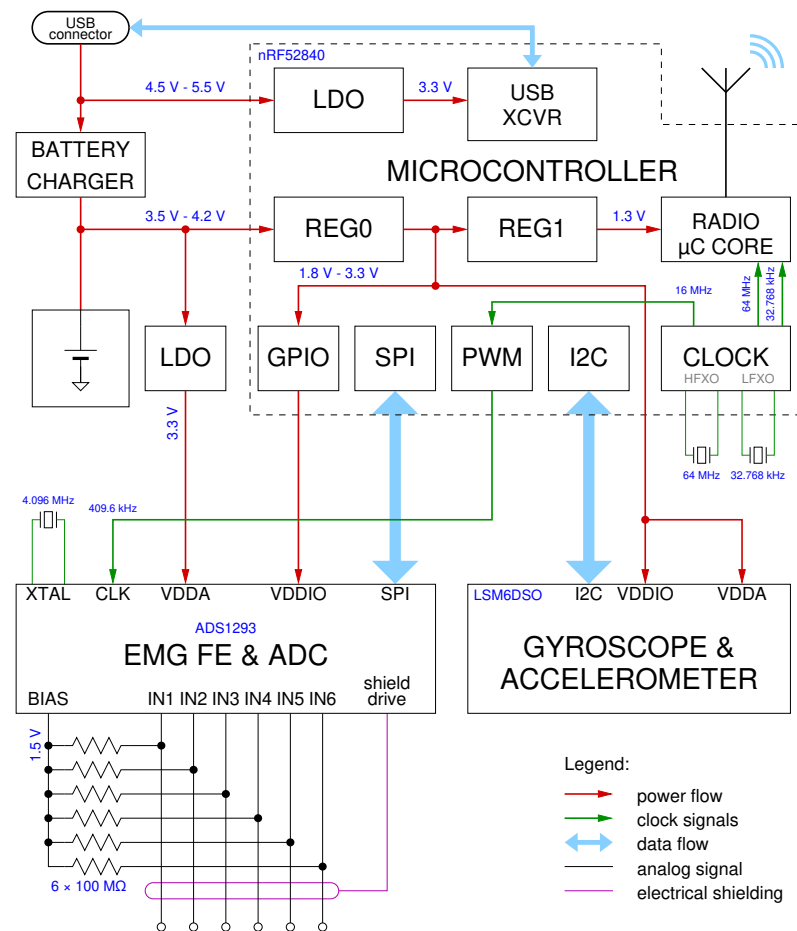 USB
connector
nRF52840
4.5 V - 5.5 V
LDO
3.3 V
USB
XCVR
BATTERY
CHARGER
MICROCONTROLLER
3.5 V - 4.2 V
REG0
REG1
1.3 V
RADIO
µC CORE
1.8 V - 3.3 V
16 MHz
64 MHz
32.768 kHz
LDO
GPIO
SPI
PWM
I2C
CLOCK
HFXO
LFXO
3.3 V
64 MHz
32.768 kHz
4.096 MHz
409.6 kHz
XTAL
CLK
VDDA
VDDIO
SPI
ADS1293
EMG FE & ADC
BIAS
IN1
IN2
IN3
IN4
IN5
IN6
shield
drive
LSM6DSO
I2C
VDDIO
VDDA
GYROSCOPE &
ACCELEROMETER
1.5 V
6 × 100 MΩ
Legend:
power flow
clock signals
data flow
analog signal
electrical shielding